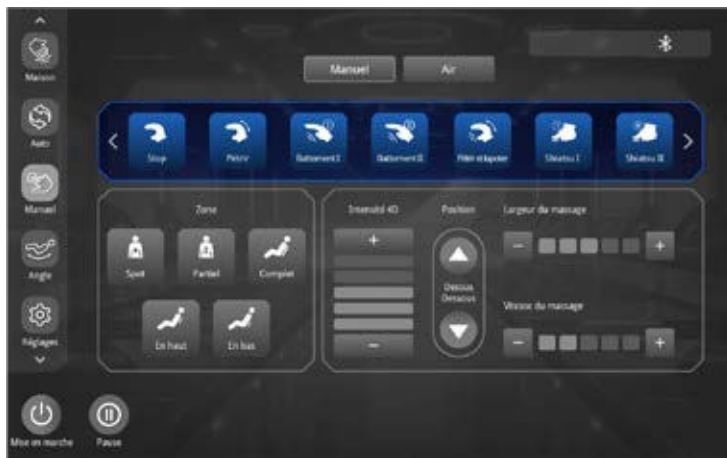 Manuel
Air
Maison
Auto
Manuel
Angle
Réglages
Stop
Pétrir
Battement I
Battement II
Pétrir et tapoter
Shiatsu I
Shiatsu II
Zone
Spot
Partiel
Complet
En haut
En bas
Intensité 4D
+
−
Position
Dessus
Dessous
Largeur du massage
− +
Vitesse du massage
− +
Mise en marche
Pause